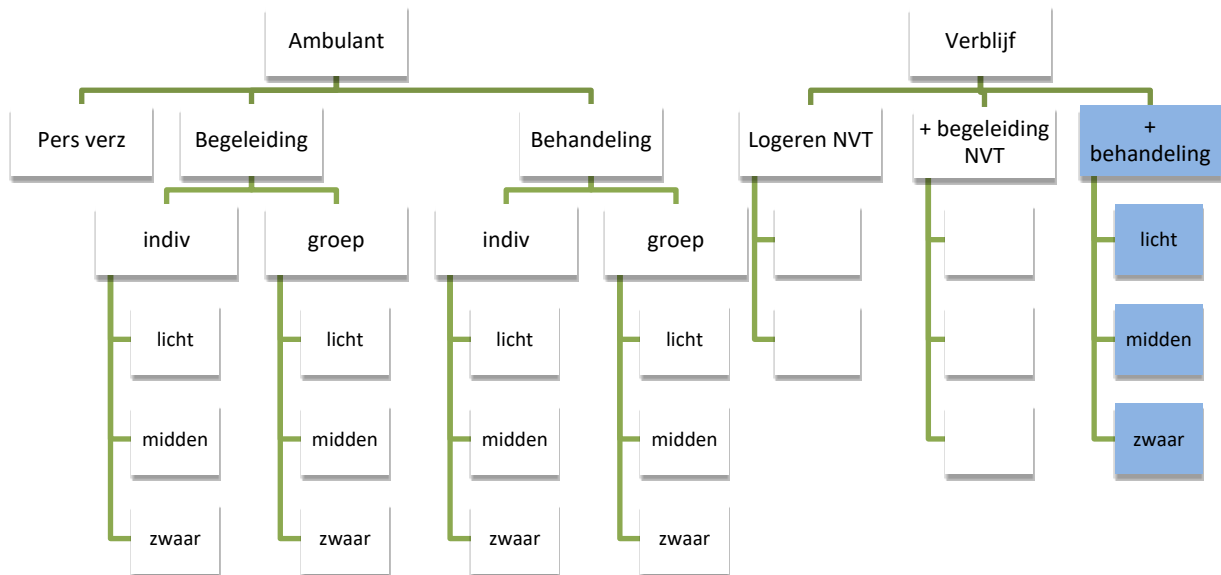 Ambulant
Verblijf
Pers verz
Begeleiding
Behandeling
Logeren NVT
+ begeleiding
NVT
+
behandeling
indiv
groep
indiv
groep
licht
licht
licht
licht
licht
midden
midden
midden
midden
midden
zwaar
zwaar
zwaar
zwaar
zwaar